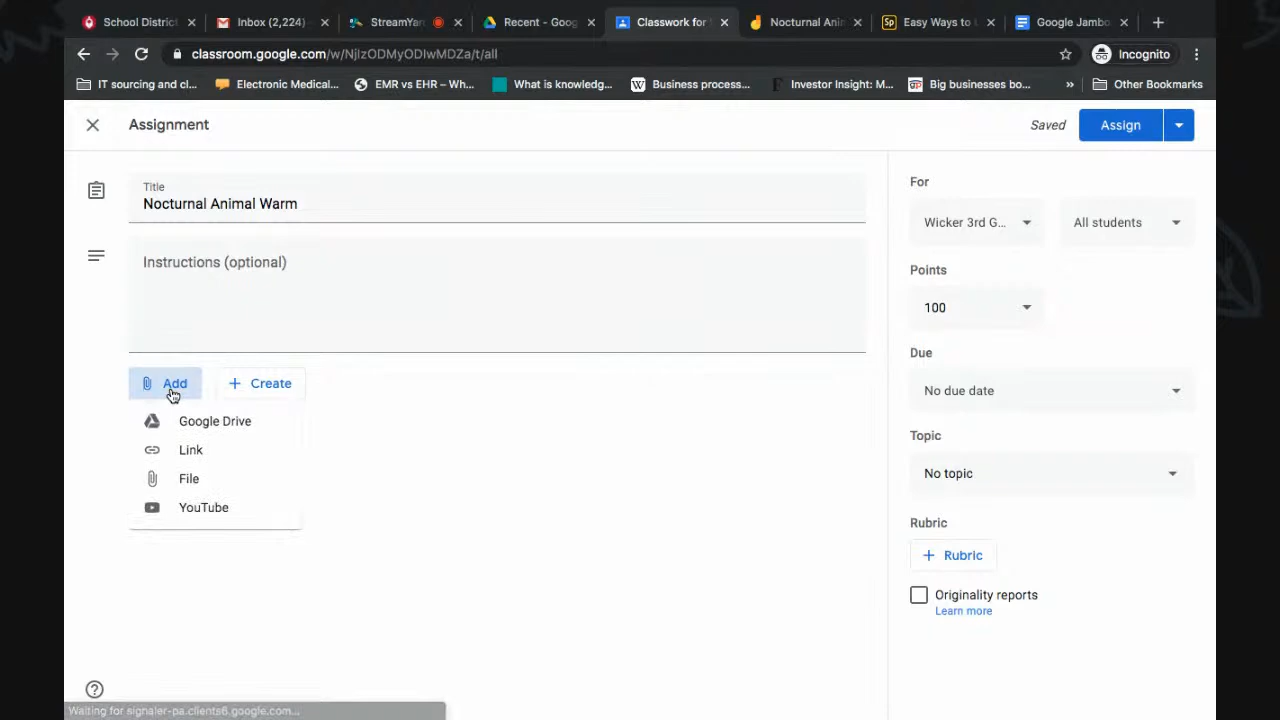 School District
Inbox (2,224) -
StreamYard
Recent - Goog
Classwork for
Nocturnal Anim
Easy Ways to
Google Jambo
classroom.google.com/w/NjIzODMyODIwMDZa/t/all
Incognito
IT sourcing and cl...
Electronic Medical...
EMR vs EHR – Wh...
What is knowledg...
Business process...
Investor Insight: M...
Big businesses bo...
»
Other Bookmarks
Assignment
Saved
Assign
Title
Nocturnal Animal Warm
Instructions (optional)
Add
+ Create
Google Drive
Link
File
YouTube
For
Wicker 3rd G...
All students
Points
100
Due
No due date
Topic
No topic
Rubric
+ Rubric
Originality reports
Learn more
Waiting for signaler-pa.clients6.google.com...